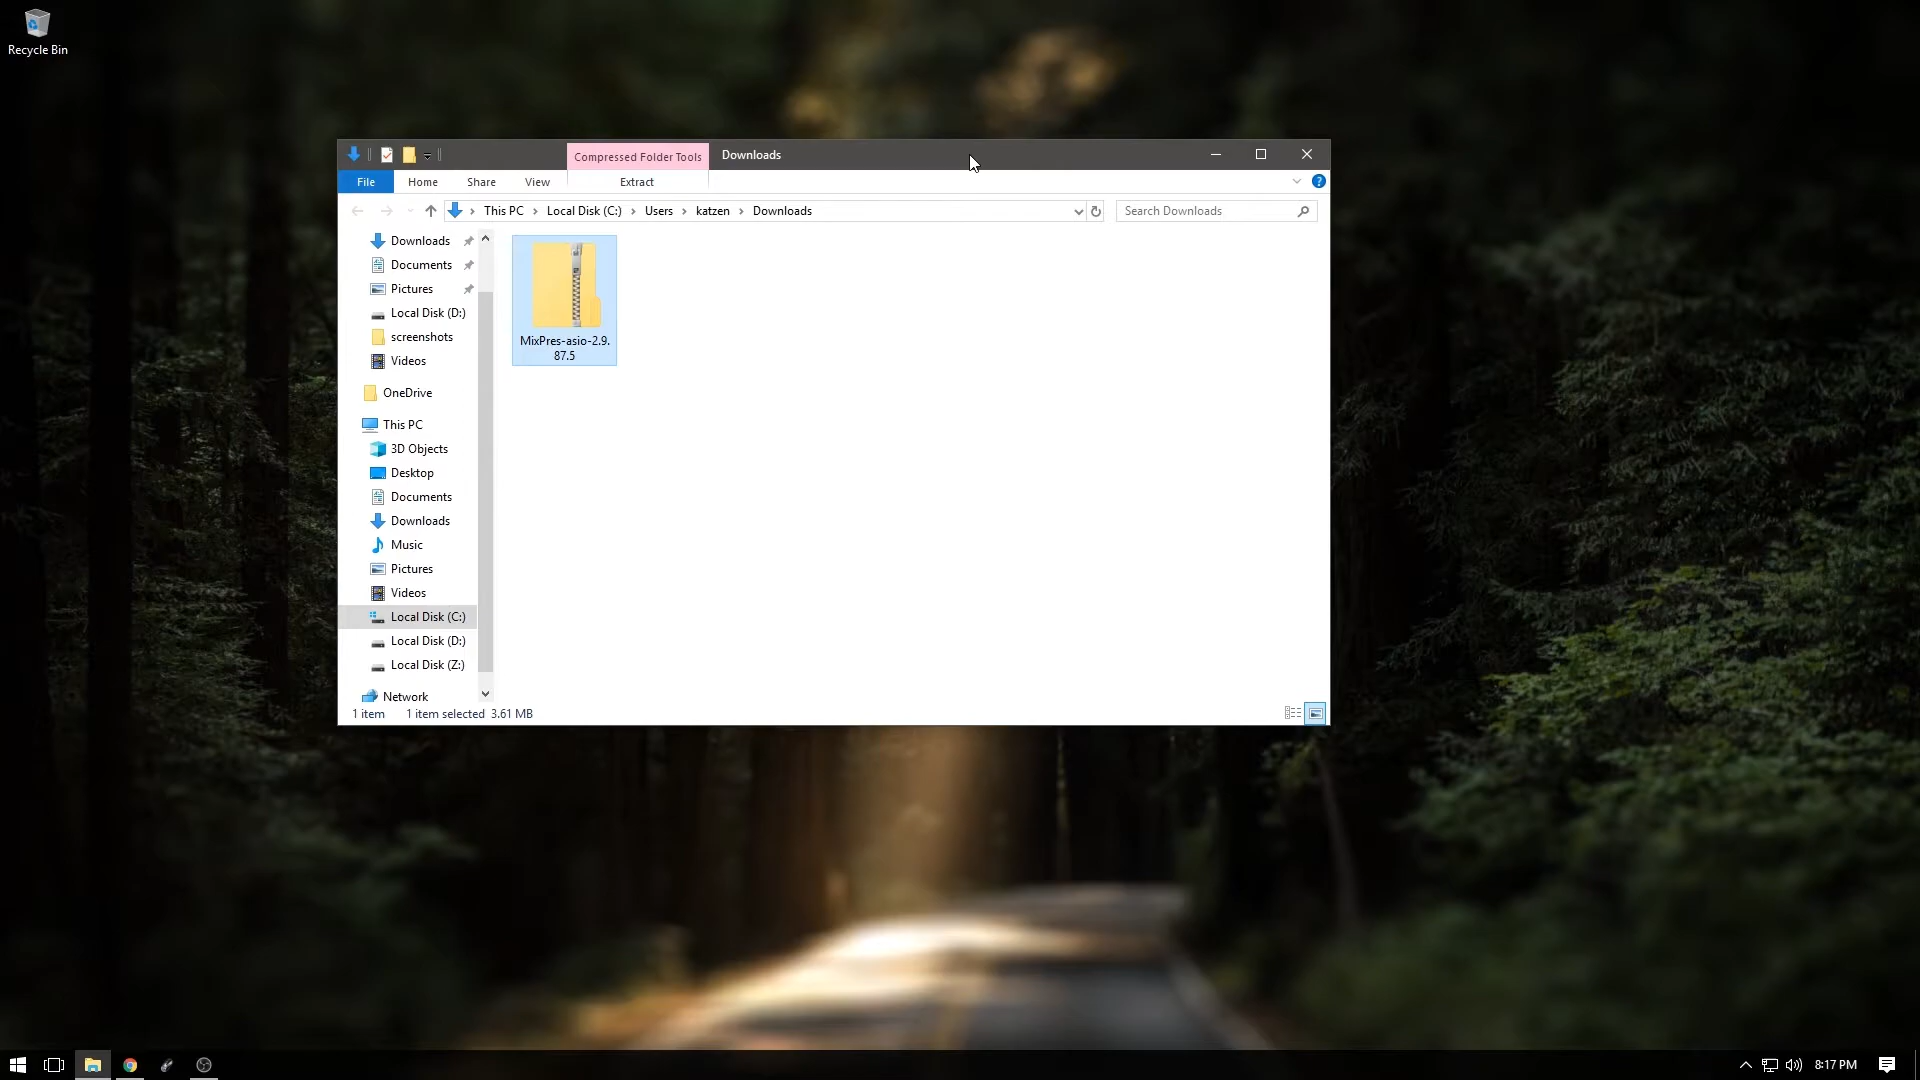 Recycle Bin
Compressed Folder Tools
Downloads
File
Home
Share
View
Extract
This PC
Local Disk (C:)
Users
katzen
Downloads
Search Downloads
Downloads
Documents
Pictures
Local Disk (D:)
screenshots
Videos
OneDrive
This PC
3D Objects
Desktop
Documents
Downloads
Music
Pictures
Videos
Local Disk (C:)
Local Disk (D:)
Local Disk (Z:)
Network
MixPres-asio-2.9.
87.5
1 item
1 item selected 3.61 MB
8:17 PM